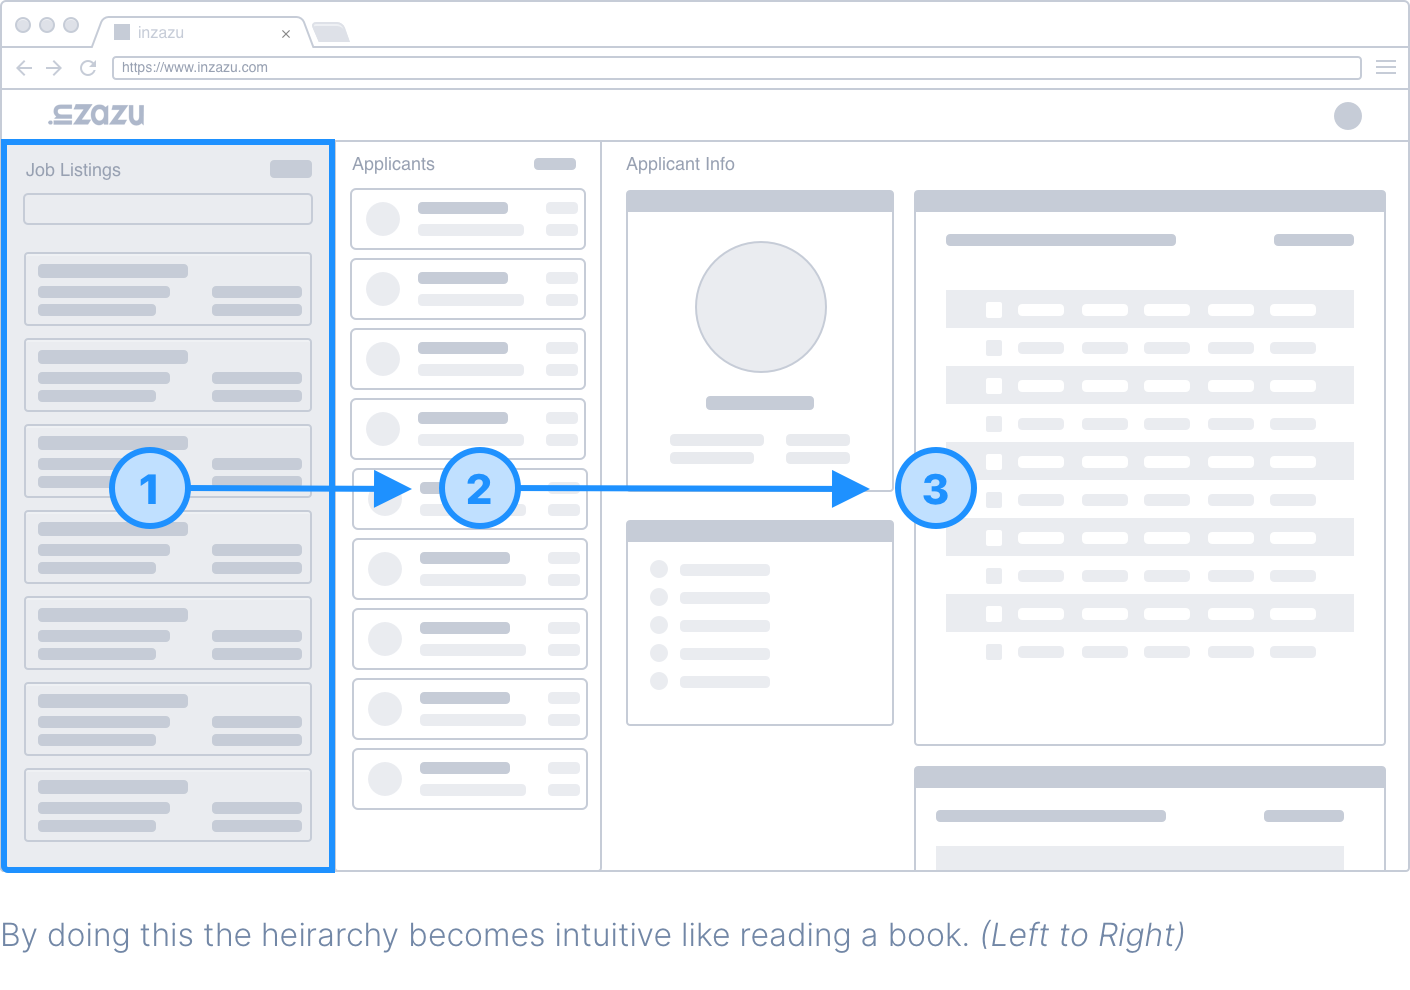 inzazu
https://www.inzazu.com
inzazu
Job Listings
Applicants
Applicant Info
1
2
3
By doing this the heirarchy becomes intuitive like reading a book. (Left to Right)